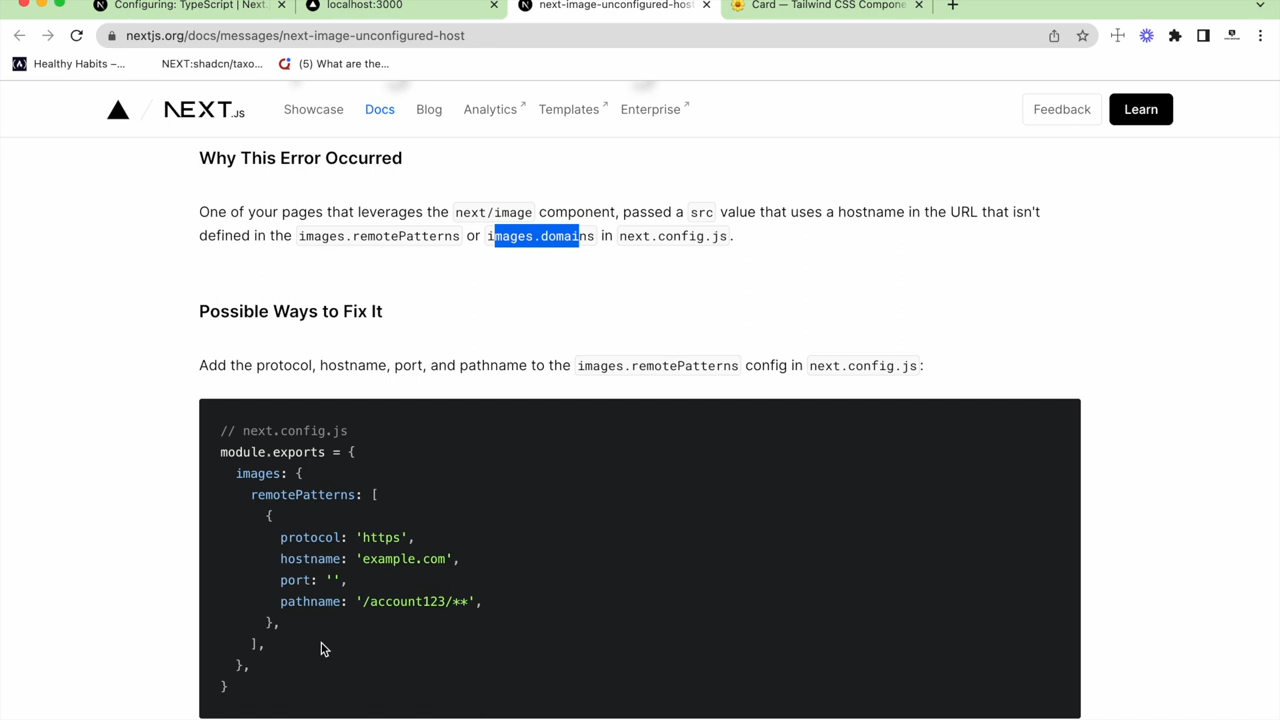 Configuring: TypeScript | Next.
localhost:3000
next-image-unconfigured-host
Card — Tailwind CSS Compone
nextjs.org/docs/messages/next-image-unconfigured-host
Healthy Habits –...
NEXT:shadcn/taxo...
(5) What are the...
NEXT.JS
Showcase
Docs
Blog
Analytics
Templates
Enterprise
Feedback
Learn
Why This Error Occurred
One of your pages that leverages the next/image component, passed a src value that uses a hostname in the URL that isn't
defined in the images.remotePatterns or images.domains in next.config.js.
Possible Ways to Fix It
Add the protocol, hostname, port, and pathname to the images.remotePatterns config in next.config.js:
// next.config.js
module.exports = {
  images: {
    remotePatterns: [
      {
        protocol: 'https',
        hostname: 'example.com',
        port: '',
        pathname: '/account123/**',
      },
    ],
  },
}